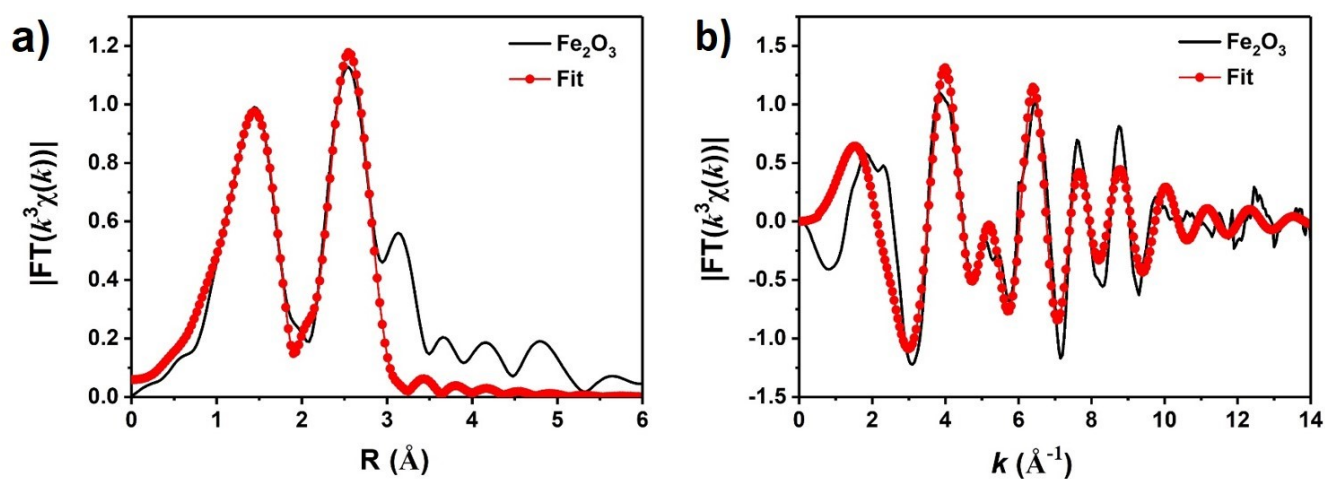 a)
|FT(k³χ(k))|
1.2
1.0
0.8
0.6
0.4
0.2
0.0
Fe₂O₃
Fit
0 1 2 3 4 5 6
R (Å)
b)
|FT(k³χ(k))|
1.5
1.0
0.5
0.0
-0.5
-1.0
-1.5
Fe₂O₃
Fit
0 2 4 6 8 10 12 14
k (Å⁻¹)